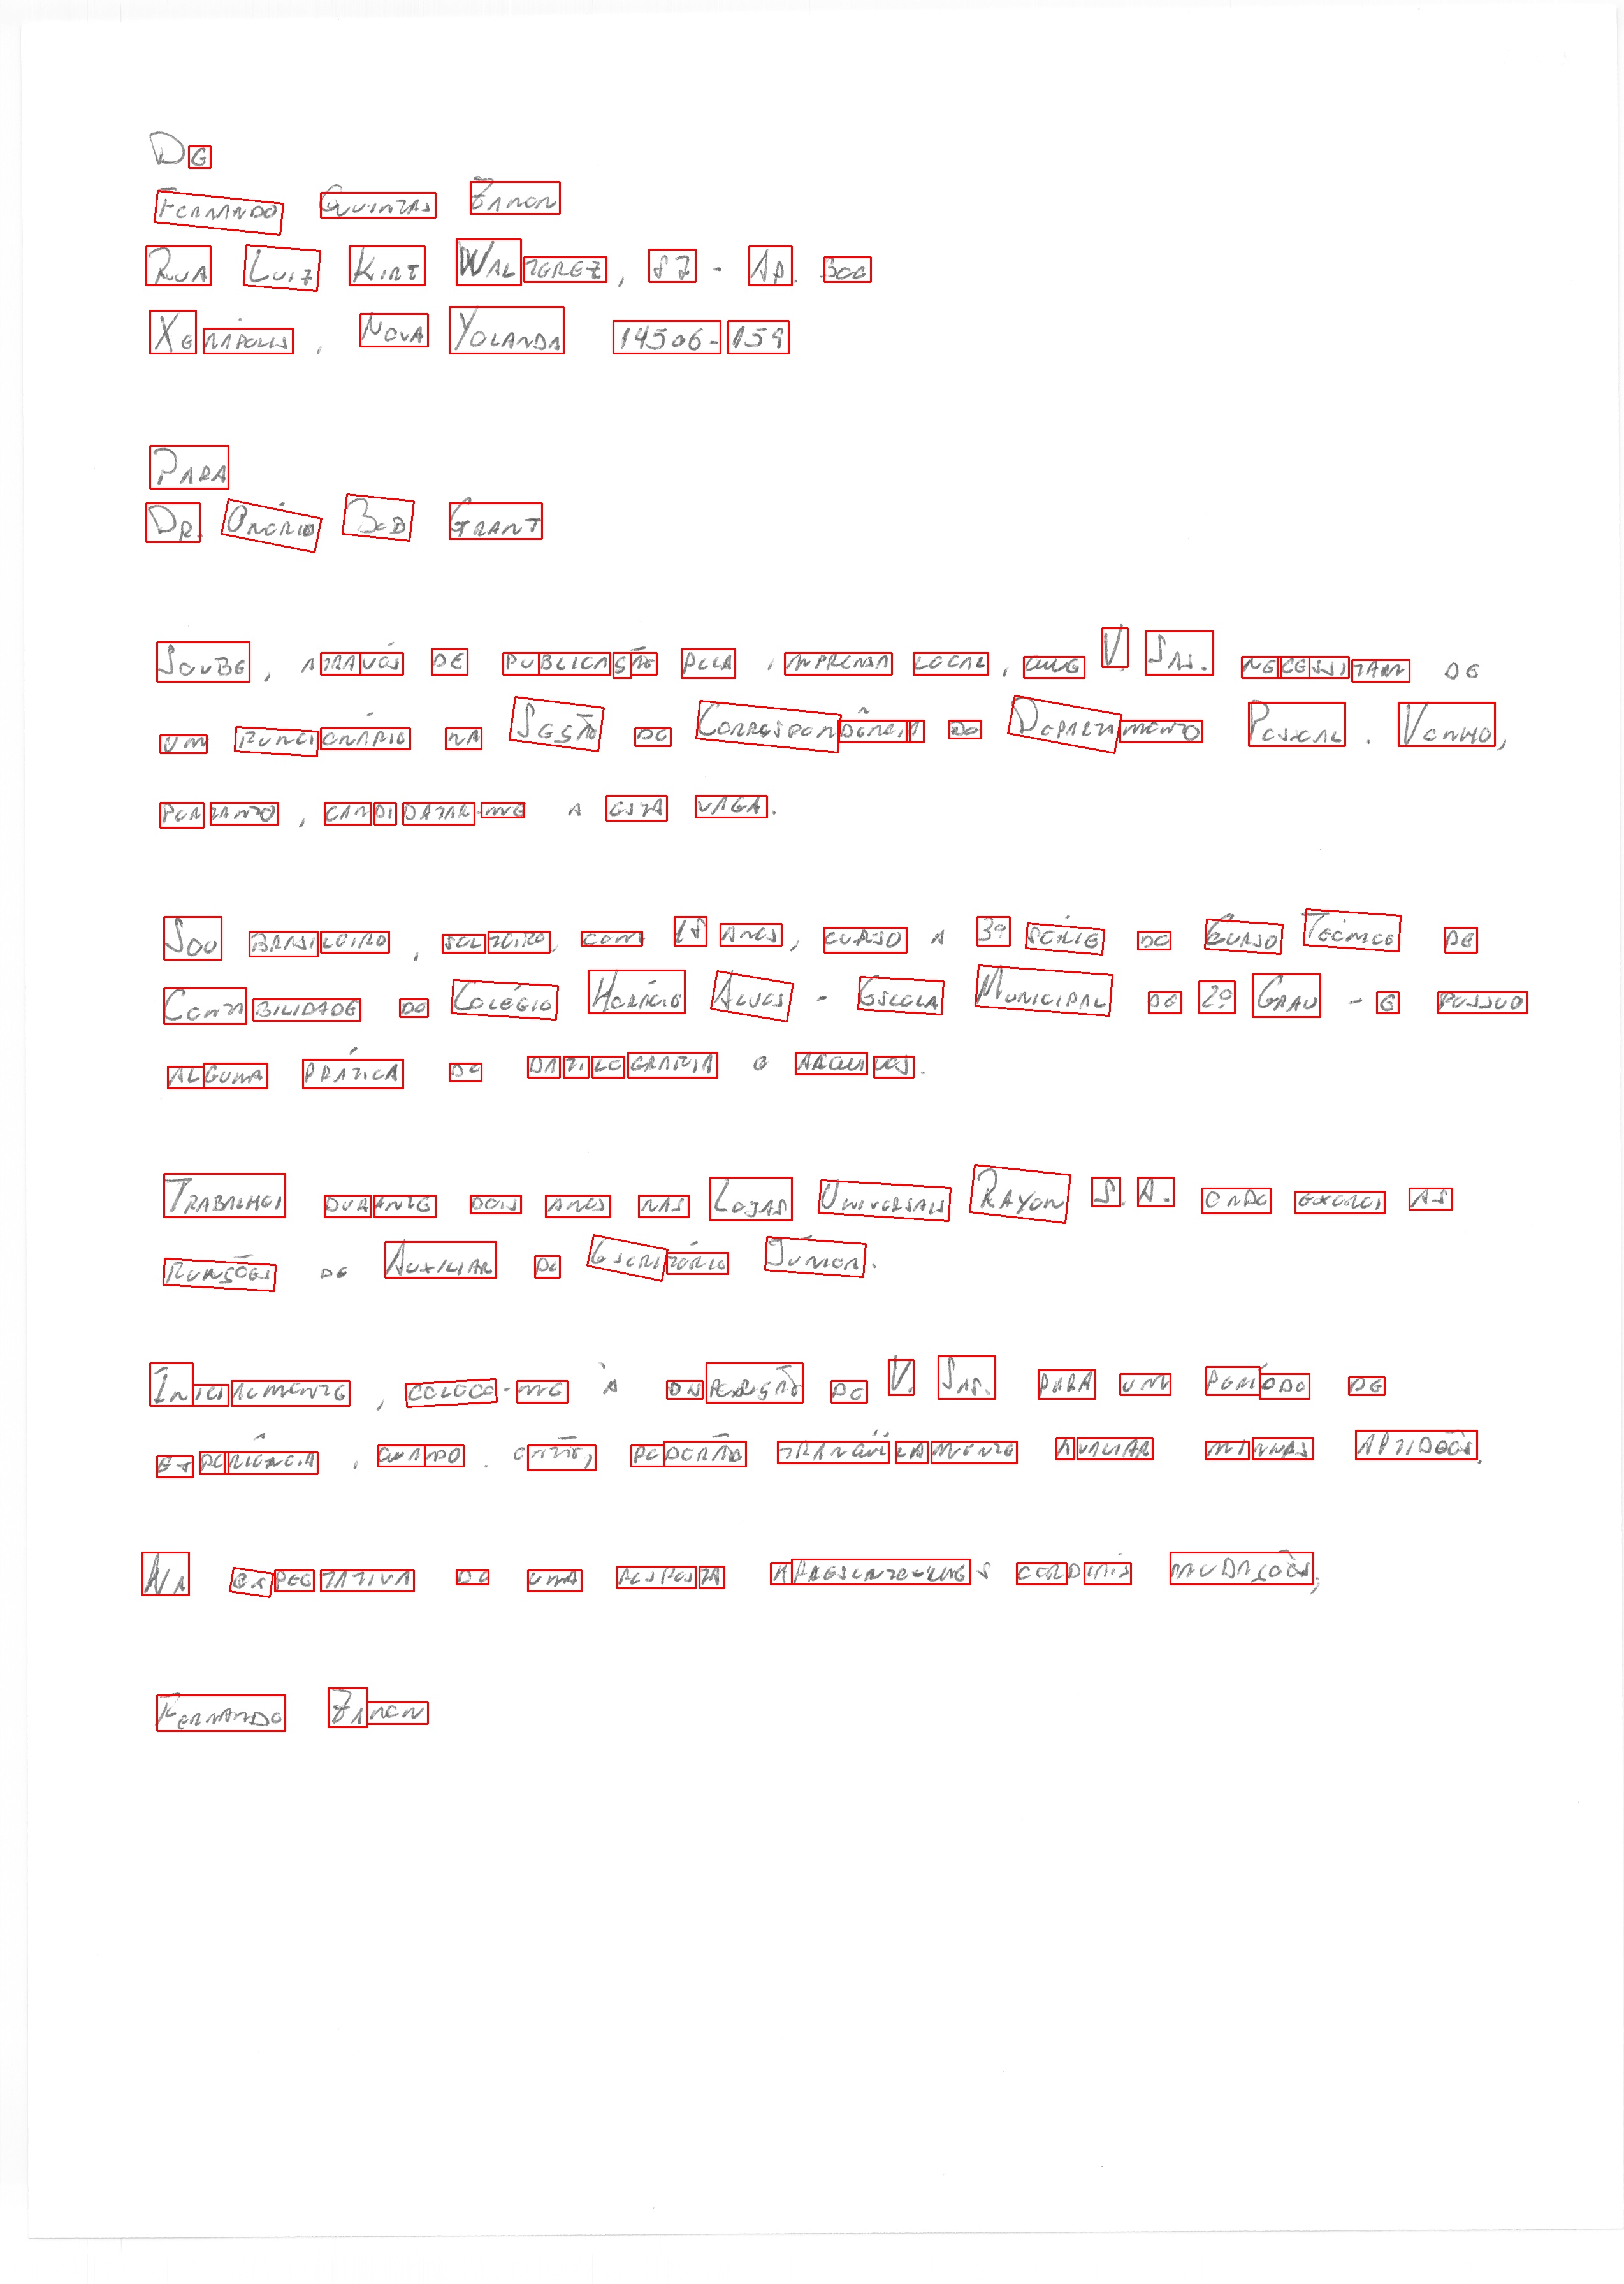 De
Fernando Quintas Zanon
Rua Luiz Kirt Walterez, 87 - Ap. 300
Xerápolis, Nova Yolanda 14506-159
Para
Dr. Onório Bob Grant
Soube, através de publicação pela imprensa local, que V. Sas. necessitam de
um funcionário na Seção de Correspondência do Departamento Pessoal. Venho,
portanto, candidatar-me a esta vaga.
Sou brasileiro, solteiro, com 18 anos, curso a 3ª série do Curso Técnico de
Contabilidade do Colégio Horácio Alves - Escola Municipal de 2º Grau - e possuo
alguma prática de datilografia e arquivos.
Trabalhei durante dois anos nas Lojas Universais Rayon S. A. onde exerci as
funções de Auxiliar de Escritório Júnior.
Inicialmente, coloco-me à disposição de V. Sas. para um período de
experiência, quando, então, poderão tranqüilamente avaliar minhas aptidões.
Na expectativa de uma resposta apresento-lhes cordiais saudações,
Fernando Zanon